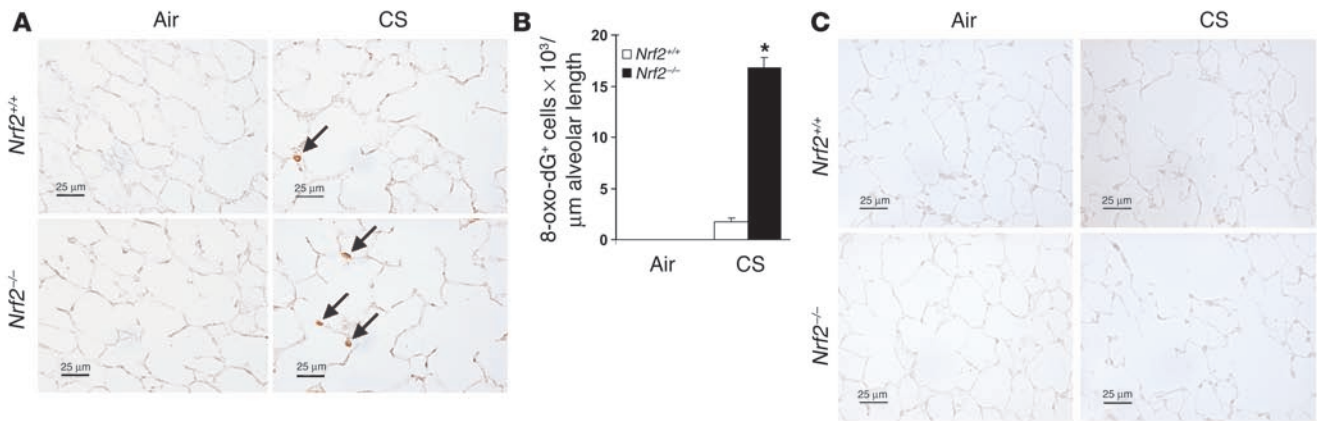 A
Air
CS
Nrf2+/+
Nrf2−/−
25 µm
25 µm
25 µm
25 µm
B
8-oxo-dG+ cells × 10³/
µm alveolar length
20
15
10
5
0
Nrf2+/+
Nrf2−/−
*
Air
CS
C
Air
CS
Nrf2+/+
Nrf2−/−
25 µm
25 µm
25 µm
25 µm